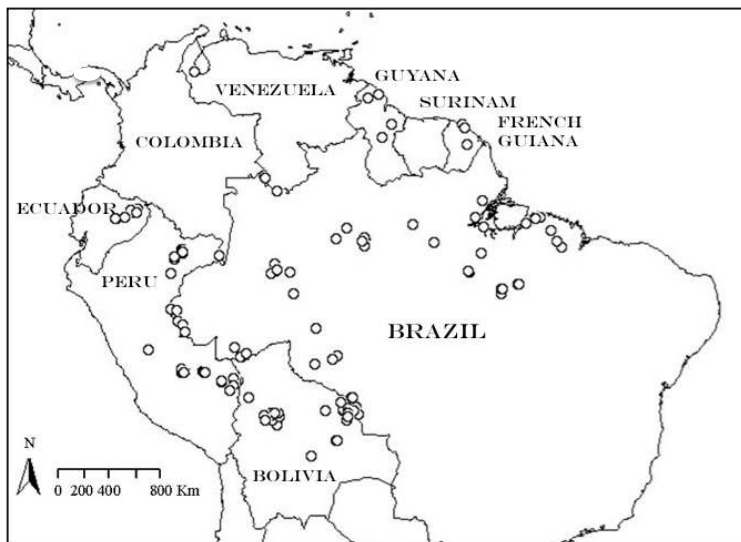 GUYANA
VENEZUELA
SURINAM
FRENCH
GUIANA
COLOMBIA
ECUADOR
PERU
BRAZIL
N
BOLIVIA
0 200 400 800 Km